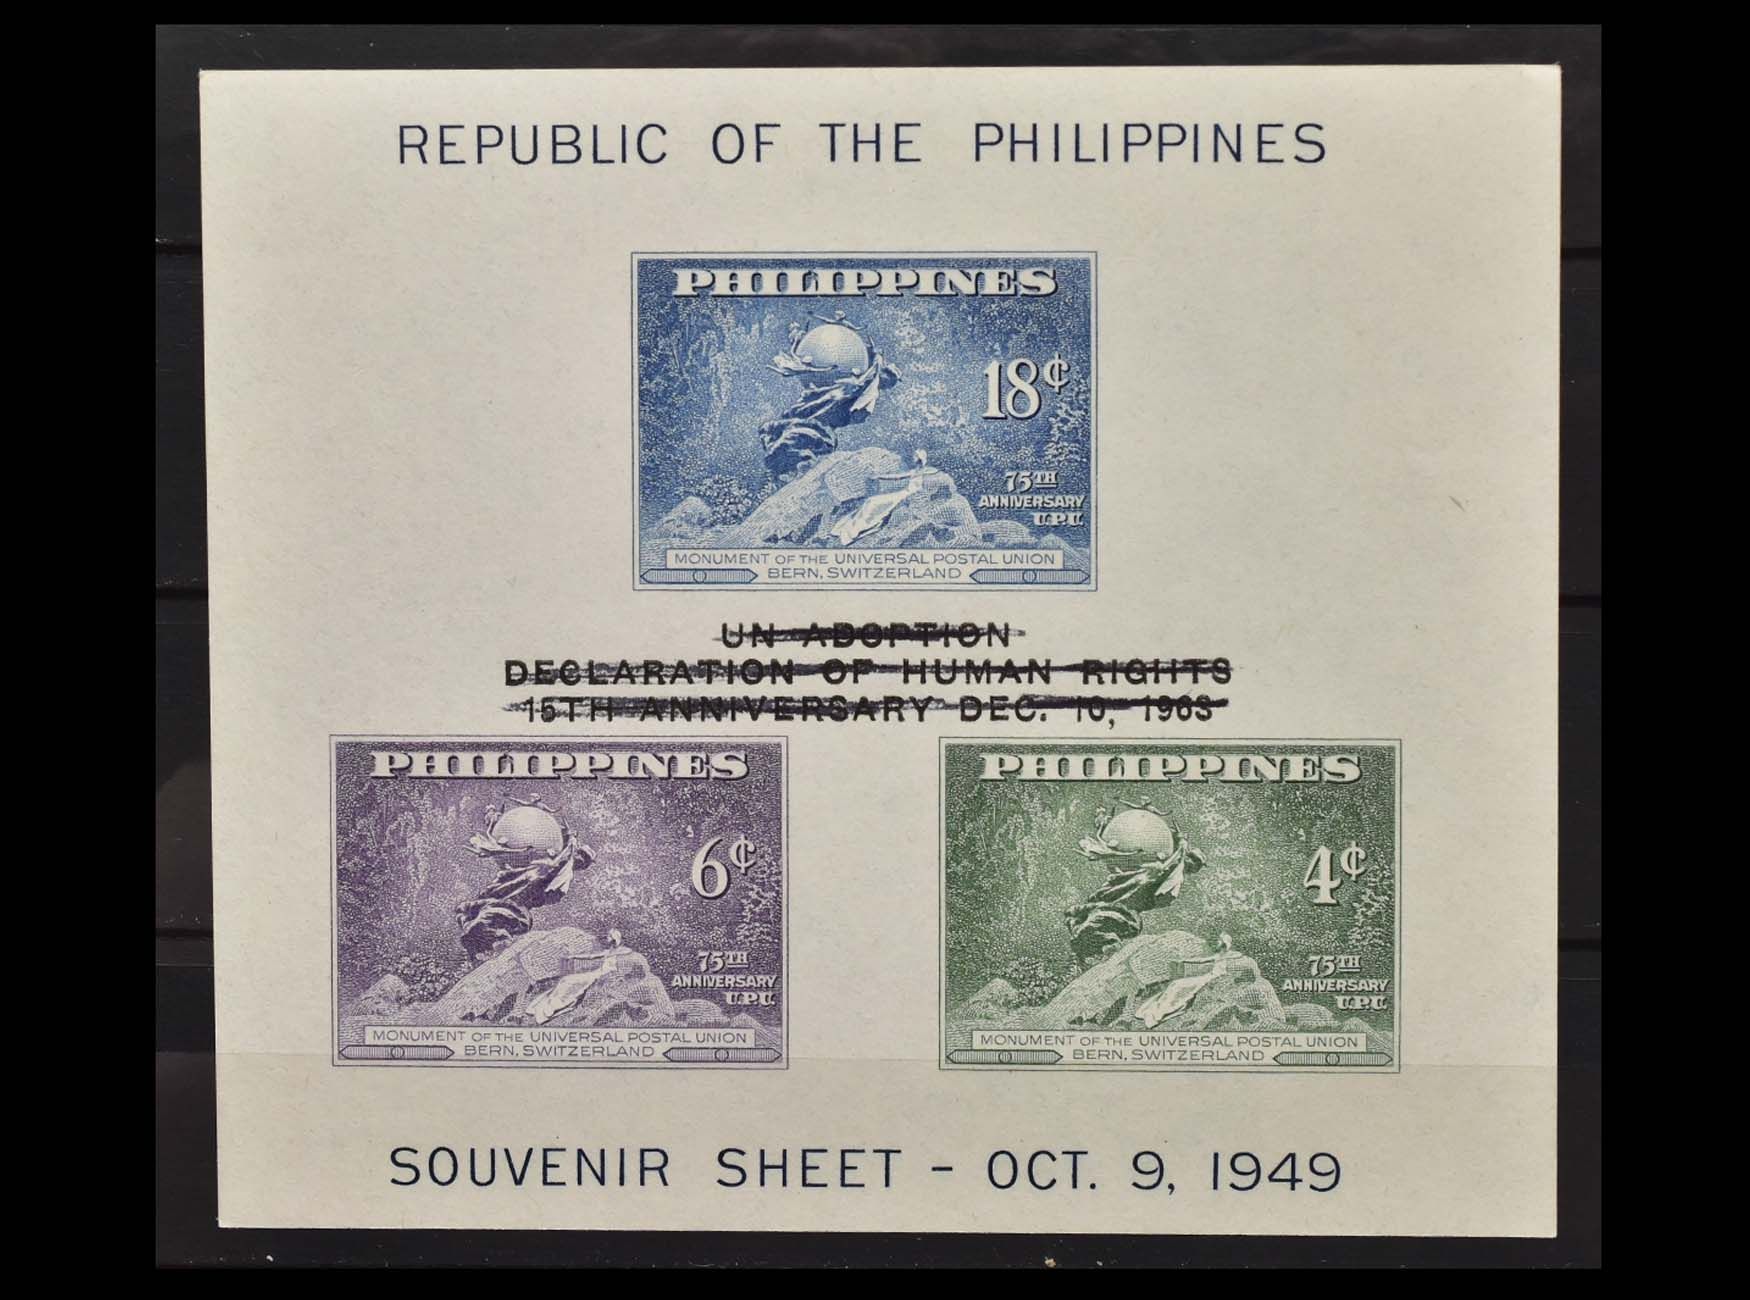 REPUBLIC OF THE PHILIPPINES
PHILIPPINES
18¢
75TH
ANNIVERSARY
U.P.U.
MONUMENT OF THE UNIVERSAL POSTAL UNION
BERN, SWITZERLAND
UN ADOPTION
DECLARATION OF HUMAN RIGHTS
15TH ANNIVERSARY DEC. 10, 1963
PHILIPPINES
6¢
75TH
ANNIVERSARY
U.P.U.
MONUMENT OF THE UNIVERSAL POSTAL UNION
BERN, SWITZERLAND
PHILIPPINES
4¢
75TH
ANNIVERSARY
U.P.U.
MONUMENT OF THE UNIVERSAL POSTAL UNION
BERN, SWITZERLAND
SOUVENIR SHEET - OCT. 9, 1949